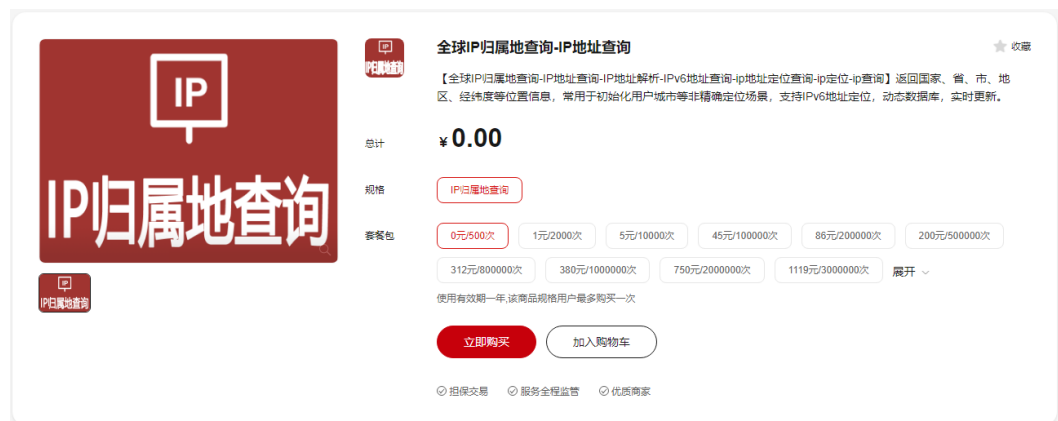 IP
IP归属地查询
IP
IP归属地查询
IP
IP归属地查询
全球IP归属地查询-IP地址查询
收藏
【全球IP归属地查询-IP地址查询-IP地址解析-IPv6地址查询-ip地址定位查询-ip定位-ip查询】返回国家、省、市、地
区、经纬度等位置信息，常用于初始化用户城市等非精确定位场景，支持IPv6地址定位，动态数据库，实时更新。
总计
¥0.00
规格
IP归属地查询
套餐包
0元/500次 1元/2000次 5元/10000次 45元/100000次 86元/200000次 200元/500000次
312元/800000次 380元/1000000次 750元/2000000次 1119元/3000000次 展开
使用有效期一年,该商品规格用户最多购买一次
立即购买 加入购物车
担保交易 服务全程监管 优质商家